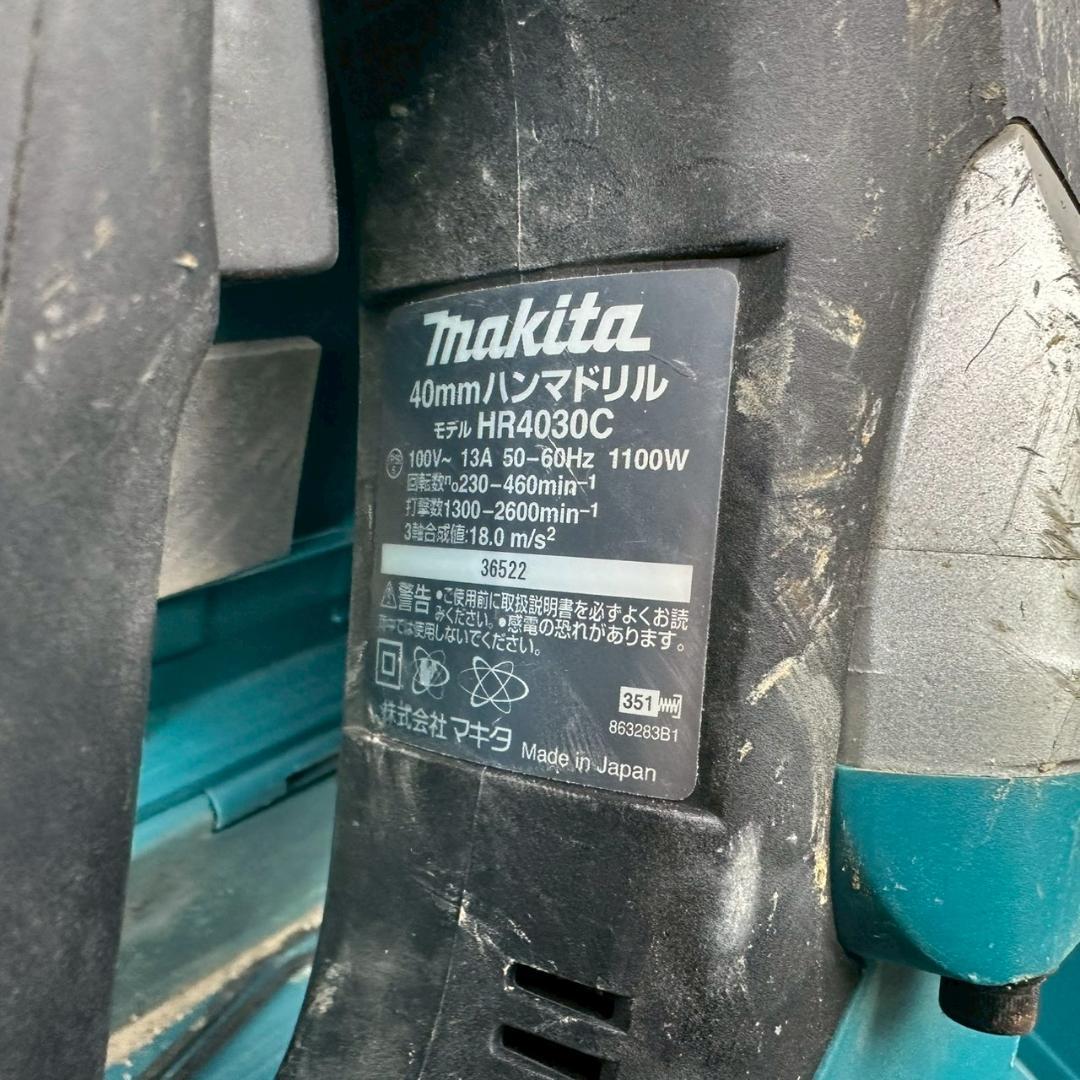 makita
40mmハンマドリル
モデル HR4030C
100V~ 13A 50-60Hz 1100W
回転数n₀230-460min⁻¹
打撃数1300-2600min⁻¹
3軸合成値:18.0 m/s²
36522
警告 •ご使用前に取扱説明書を必ずよくお読
みください。•感電の恐れがあります。
雨中では使用しないでください。
351
863283B1
株式会社 マキタ
Made in Japan